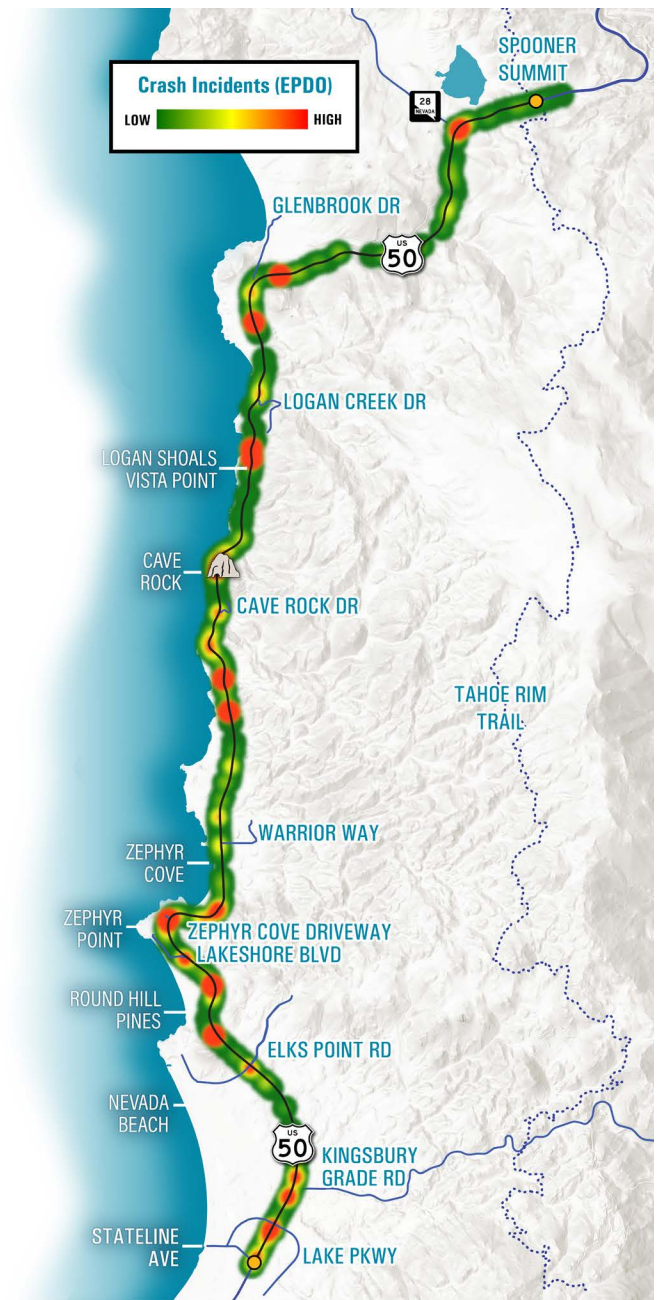 SPOONER
SUMMIT
Crash Incidents (EPDO)
LOW HIGH
28
NEVADA
GLENBROOK DR
US
50
LOGAN CREEK DR
LOGAN SHOALS
VISTA POINT
CAVE
ROCK
CAVE ROCK DR
TAHOE RIM
TRAIL
WARRIOR WAY
ZEPHYR
COVE
ZEPHYR
POINT
ZEPHYR COVE DRIVEWAY
LAKESHORE BLVD
ROUND HILL
PINES
ELKS POINT RD
NEVADA
BEACH
US
50
KINGSBURY
GRADE RD
STATELINE
AVE
LAKE PKWY